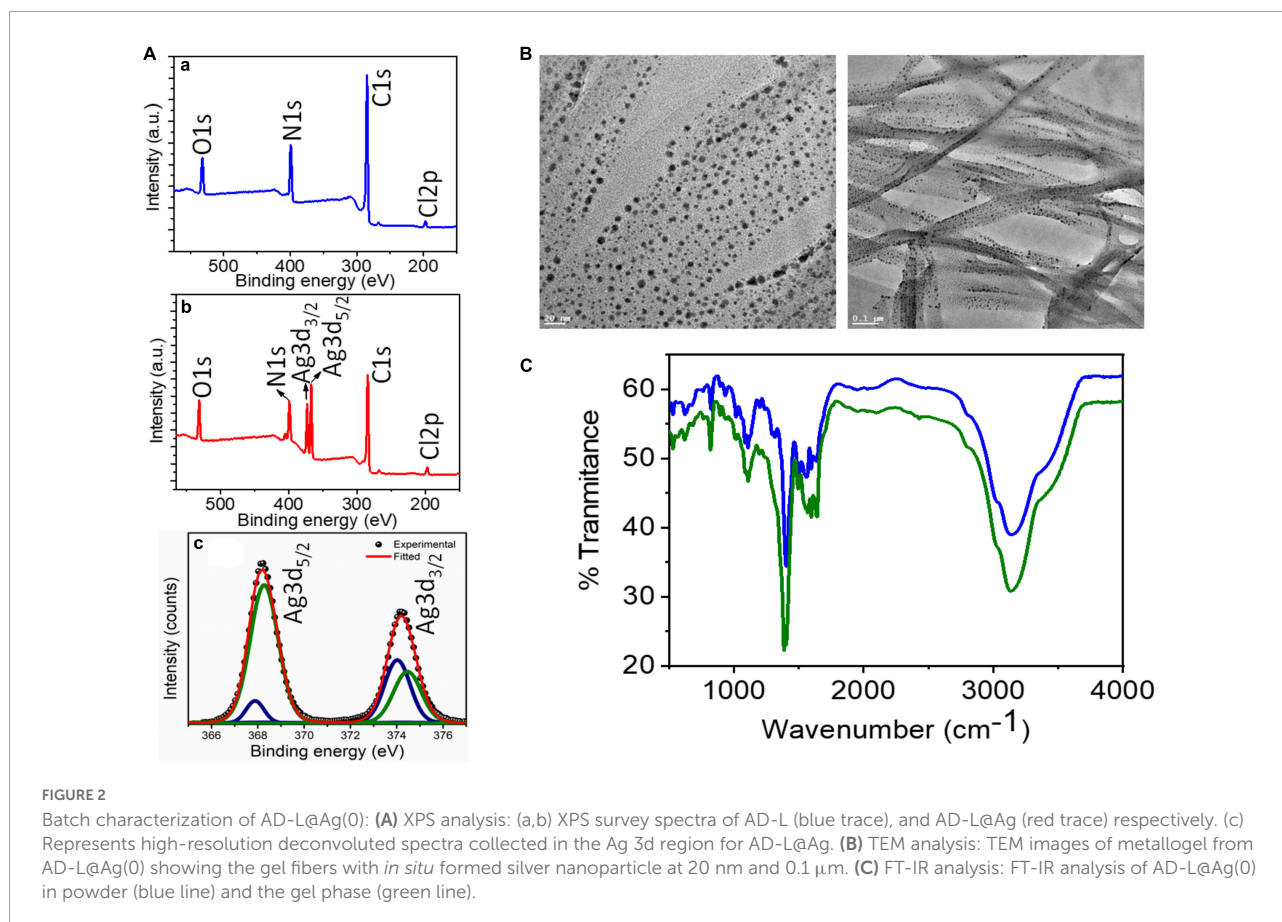 A
a
O1s
N1s
C1s
Cl2p
Intensity (a.u.)
500 400 300 200
Binding energy (eV)
b
O1s
N1s
Ag3d3/2
Ag3d5/2
C1s
Cl2p
Intensity (a.u.)
500 400 300 200
Binding energy (eV)
c
Experimental
Fitted
Ag3d5/2
Ag3d3/2
Intensity (counts)
366 368 370 372 374 376
Binding energy (eV)
B
20 nm
0.1 µm
C
% Tranmitance
60
50
40
30
20
1000 2000 3000 4000
Wavenumber (cm-1)
FIGURE 2
Batch characterization of AD-L@Ag(0): (A) XPS analysis: (a,b) XPS survey spectra of AD-L (blue trace), and AD-L@Ag (red trace) respectively. (c)
Represents high-resolution deconvoluted spectra collected in the Ag 3d region for AD-L@Ag. (B) TEM analysis: TEM images of metallogel from
AD-L@Ag(0) showing the gel fibers with in situ formed silver nanoparticle at 20 nm and 0.1 μm. (C) FT-IR analysis: FT-IR analysis of AD-L@Ag(0)
in powder (blue line) and the gel phase (green line).